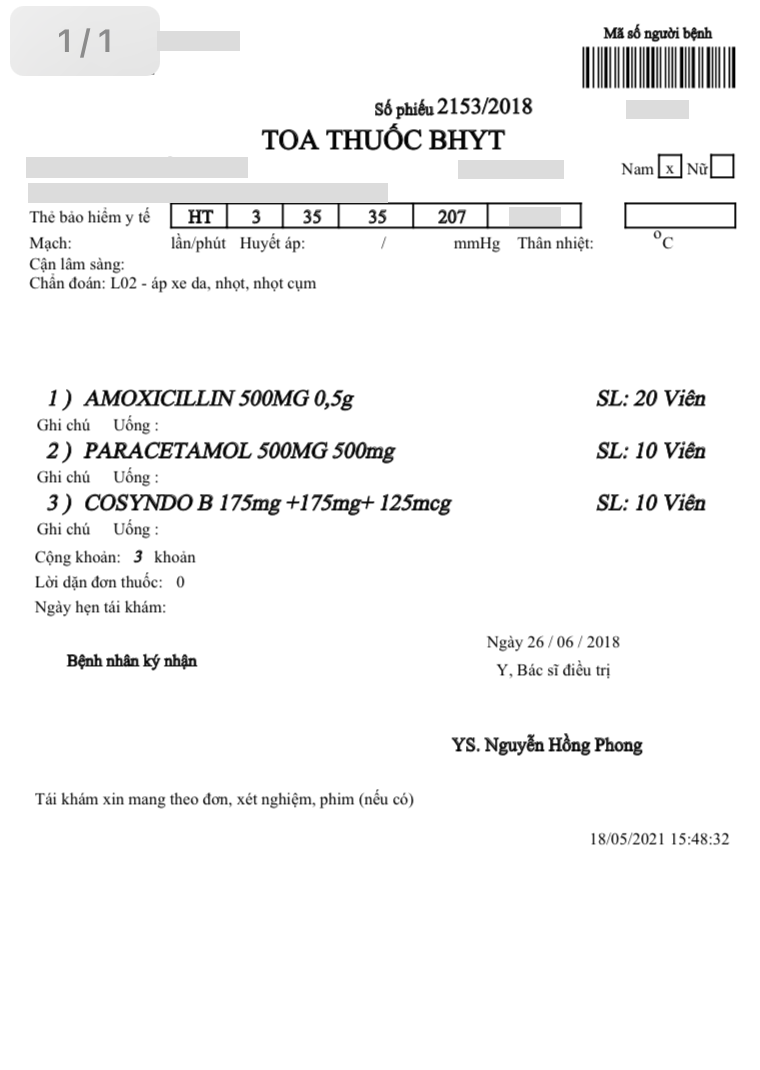 1/1
Mã số người bệnh
Số phiếu 2153/2018
TOA THUỐC BHYT
Nam x Nữ
Thẻ bảo hiểm y tế HT 3 35 35 207
Mạch: lần/phút Huyết áp: / mmHg Thân nhiệt: °C
Cận lâm sàng:
Chẩn đoán: L02 - áp xe da, nhọt, nhọt cụm
1 ) AMOXICILLIN 500MG 0,5g SL: 20 Viên
Ghi chú Uống :
2 ) PARACETAMOL 500MG 500mg SL: 10 Viên
Ghi chú Uống :
3 ) COSYNDO B 175mg +175mg+ 125mcg SL: 10 Viên
Ghi chú Uống :
Cộng khoản: 3 khoản
Lời dặn đơn thuốc: 0
Ngày hẹn tái khám:
Ngày 26 / 06 / 2018
Bệnh nhân ký nhận
Y, Bác sĩ điều trị
YS. Nguyễn Hồng Phong
Tái khám xin mang theo đơn, xét nghiệm, phim (nếu có)
18/05/2021 15:48:32